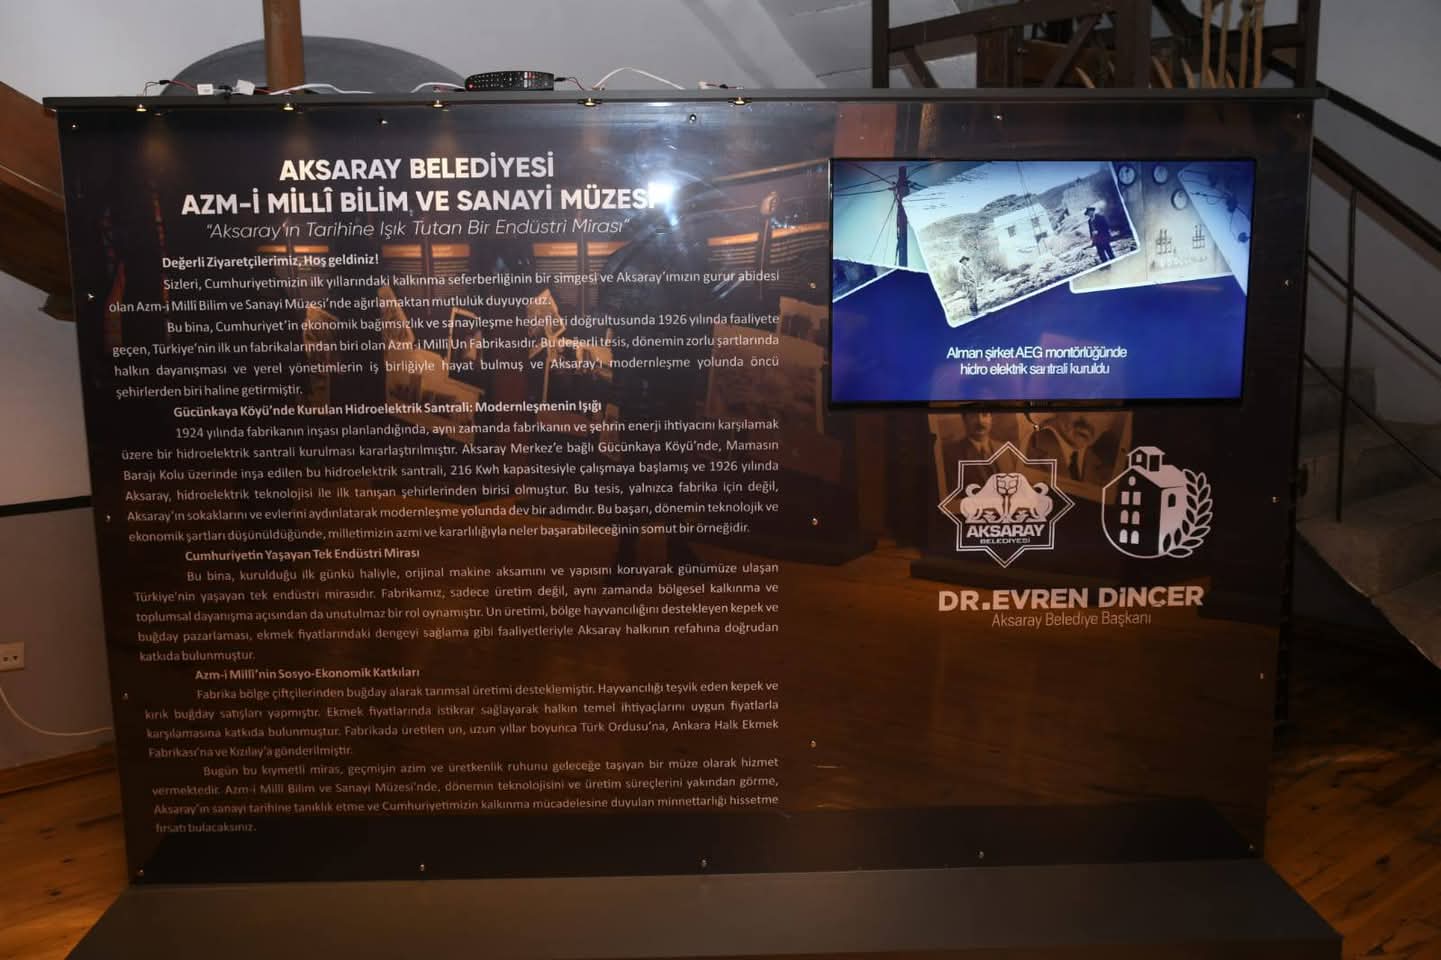 AKSARAY BELEDİYESİ
AZM-İ MİLLÎ BİLİM VE SANAYİ MÜZESİ
"Aksaray'ın Tarihine Işık Tutan Bir Endüstri Mirası"
Değerli Ziyaretçilerimiz, Hoş geldiniz!
Sizleri, Cumhuriyetimizin ilk yıllarındaki kalkınma seferberliğinin bir simgesi ve Aksaray'ımızın gurur abidesi
olan Azm-i Millî Bilim ve Sanayi Müzesi'nde ağırlamaktan mutluluk duyuyoruz.
Bu bina, Cumhuriyet'in ekonomik bağımsızlık ve sanayileşme hedefleri doğrultusunda 1926 yılında faaliyete
geçen, Türkiye'nin ilk un fabrikalarından biri olan Azm-i Millî Un Fabrikasıdır. Bu değerli tesis, dönemin zorlu şartlarında
halkın dayanışması ve yerel yönetimlerin iş birliğiyle hayat bulmuş ve Aksaray'ı modernleşme yolunda öncü
şehirlerden biri haline getirmiştir.
Gücünkaya Köyü'nde Kurulan Hidroelektrik Santrali: Modernleşmenin Işığı
1924 yılında fabrikanın inşası planlandığında, aynı zamanda fabrikanın ve şehrin enerji ihtiyacını karşılamak
üzere bir hidroelektrik santrali kurulması kararlaştırılmıştır. Aksaray Merkez'e bağlı Gücünkaya Köyü'nde, Mamasın
Barajı Kolu üzerinde inşa edilen bu hidroelektrik santrali, 216 Kwh kapasitesiyle çalışmaya başlamış ve 1926 yılında
Aksaray, hidroelektrik teknolojisi ile ilk tanışan şehirlerinden birisi olmuştur. Bu tesis, yalnızca fabrika için değil,
Aksaray'ın sokaklarını ve evlerini aydınlatarak modernleşme yolunda dev bir adımdır. Bu başarı, dönemin teknolojik ve
ekonomik şartları düşünüldüğünde, milletimizin azmi ve kararlılığıyla neler başarabileceğinin somut bir örneğidir.
Cumhuriyetin Yaşayan Tek Endüstri Mirası
Bu bina, kurulduğu ilk günkü haliyle, orijinal makine aksamını ve yapısını koruyarak günümüze ulaşan
Türkiye'nin yaşayan tek endüstri mirasıdır. Fabrikamız, sadece üretim değil, aynı zamanda bölgesel kalkınma ve
toplumsal dayanışma açısından da unutulmaz bir rol oynamıştır. Un üretimi, bölge hayvancılığını destekleyen kepek ve
buğday pazarlaması, ekmek fiyatlarındaki dengeyi sağlama gibi faaliyetleriyle Aksaray halkının refahına doğrudan
katkıda bulunmuştur.
Azm-i Millî'nin Sosyo-Ekonomik Katkıları
Fabrika bölge çiftçilerinden buğday alarak tarımsal üretimi desteklemiştir. Hayvancılığı teşvik eden kepek ve
kırık buğday satışları yapmıştır. Ekmek fiyatlarında istikrar sağlayarak halkın temel ihtiyaçlarını uygun fiyatlarla
karşılamasına katkıda bulunmuştur. Fabrikada üretilen un, uzun yıllar boyunca Türk Ordusu'na, Ankara Halk Ekmek
Fabrikası'na ve Kızılay'a gönderilmiştir.
Bugün bu kıymetli miras, geçmişin azim ve üretkenlik ruhunu geleceğe taşıyan bir müze olarak hizmet
vermektedir. Azm-i Millî Bilim ve Sanayi Müzesi'nde, dönemin teknolojisini ve üretim süreçlerini yakından görme,
Aksaray'ın sanayi tarihine tanıklık etme ve Cumhuriyetimizin kalkınma mücadelesine duyulan minnettarlığı hissetme
fırsatı bulacaksınız.
Alman şirket AEG montörlüğünde
hidro elektrik santrali kuruldu
AKSARAY
BELEDİYESİ
DR.EVREN DİNÇER
Aksaray Belediye Başkanı